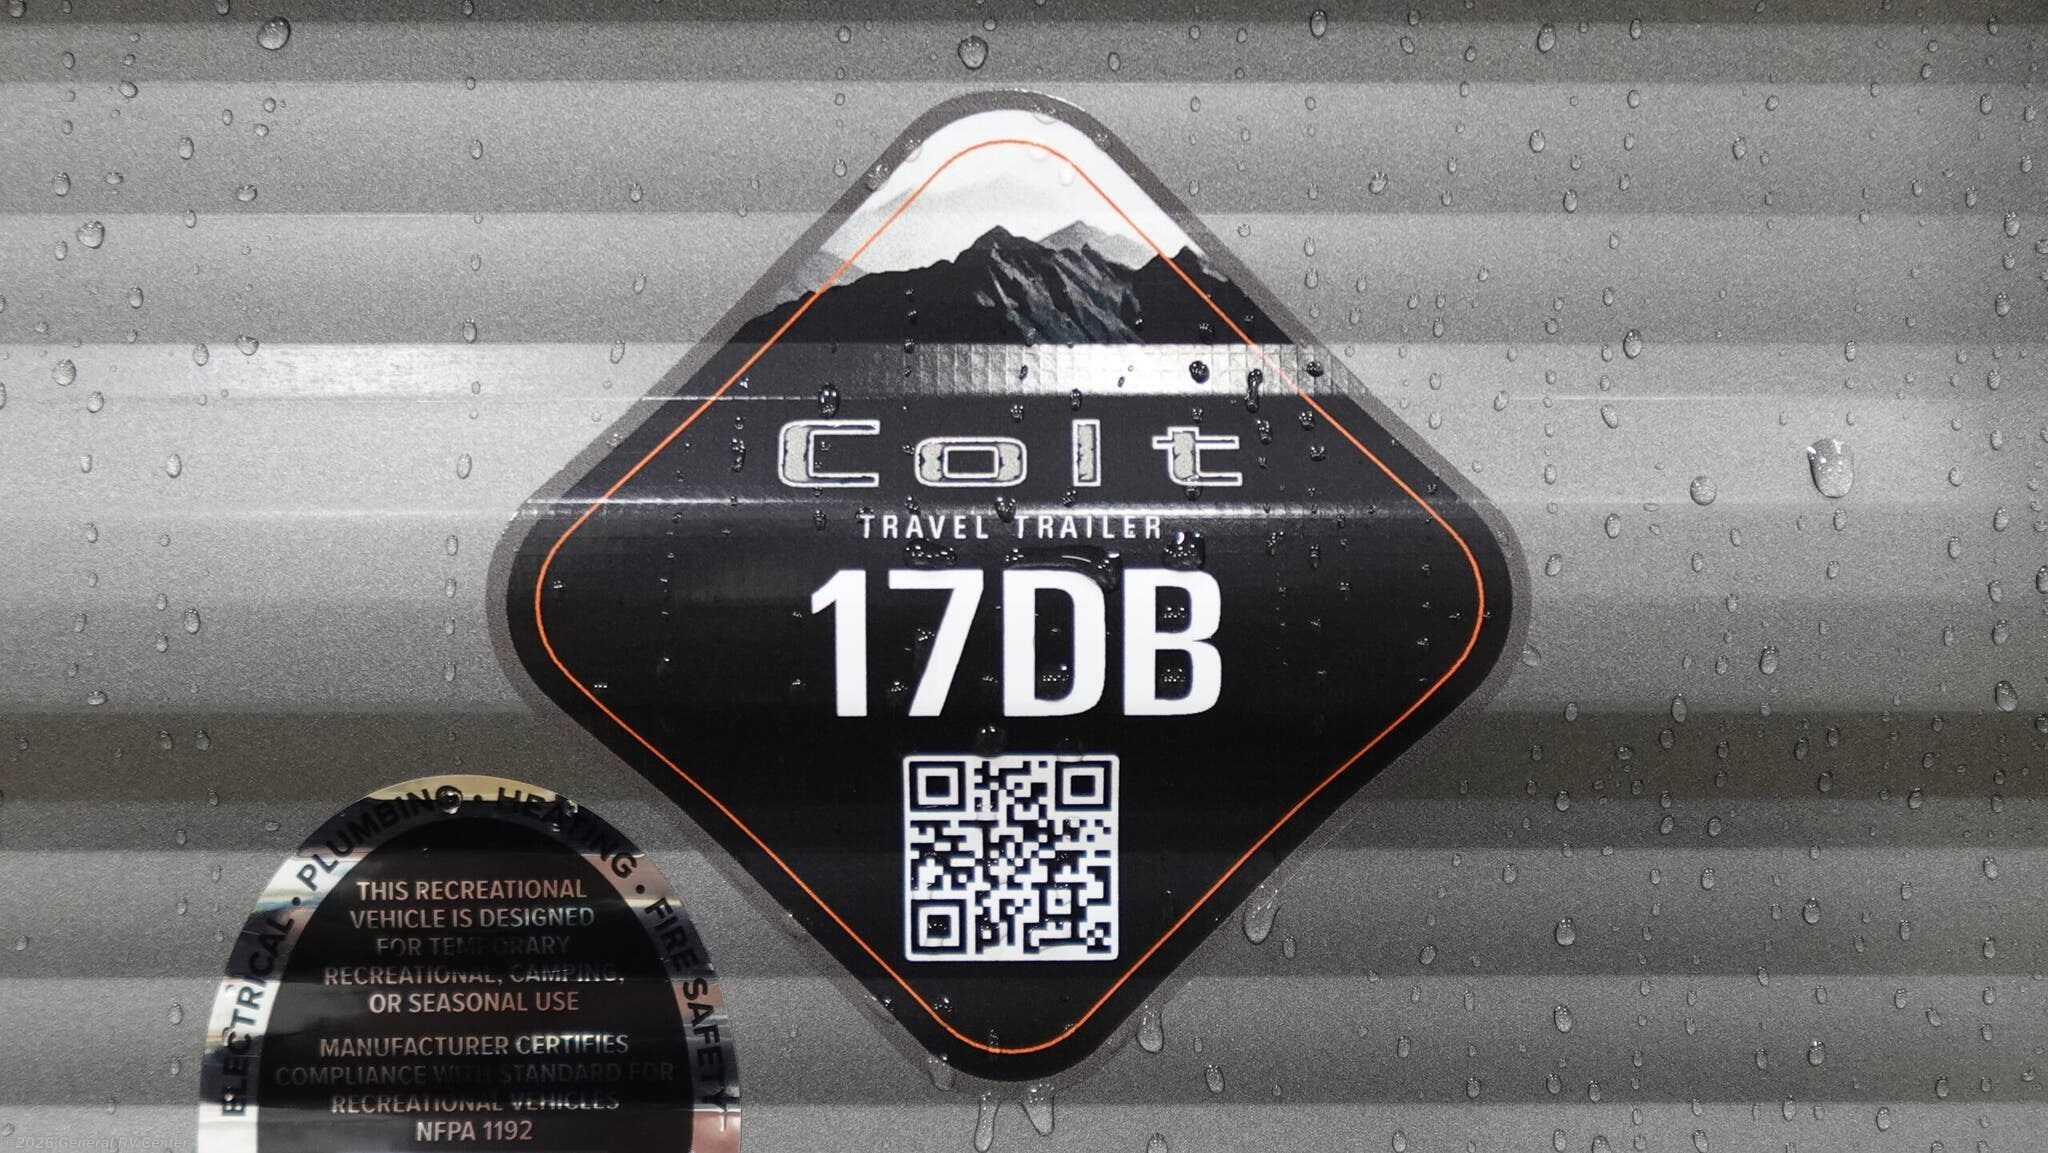 Colt
TRAVEL TRAILER
17DB
ELECTRICAL • PLUMBING • HEATING • FIRE SAFETY
THIS RECREATIONAL
VEHICLE IS DESIGNED
FOR TEMPORARY
RECREATIONAL, CAMPING,
OR SEASONAL USE
MANUFACTURER CERTIFIES
COMPLIANCE WITH STANDARD FOR
RECREATIONAL VEHICLES
NFPA 1192
©2026 General RV Center